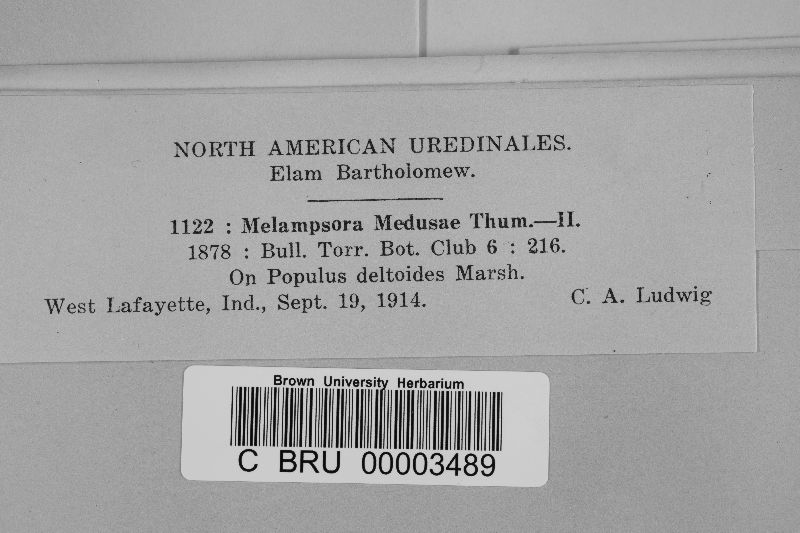 NORTH AMERICAN UREDINALES.
Elam Bartholomew.
1122 : Melampsora Medusae Thum.—II.
1878 : Bull. Torr. Bot. Club 6 : 216.
On Populus deltoides Marsh.
West Lafayette, Ind., Sept. 19, 1914. C. A. Ludwig
Brown University Herbarium
C BRU 00003489